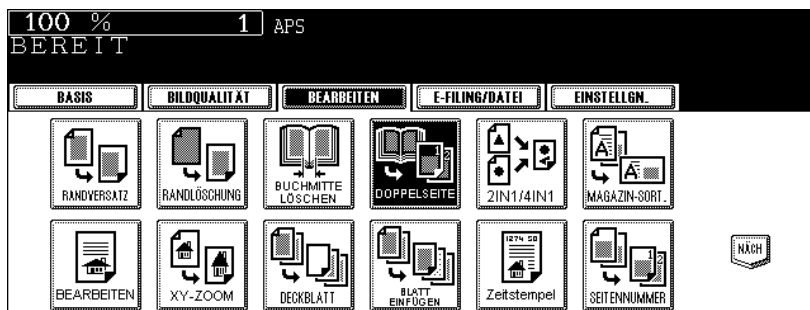 100 % 1 APS
BEREIT
BASIS BILDQUALITÄT BEARBEITEN E-FILING/DATEI EINSTELLGN.
RANDVERSATZ RANDLÖSCHUNG BUCHMITTE LÖSCHEN DOPPELSEITE 2IN1/4IN1 MAGAZIN-SORT.
BEARBEITEN XY-ZOOM DECKBLATT BLATT EINFÜGEN Zeitstempel SEITENNUMMER NÄCH